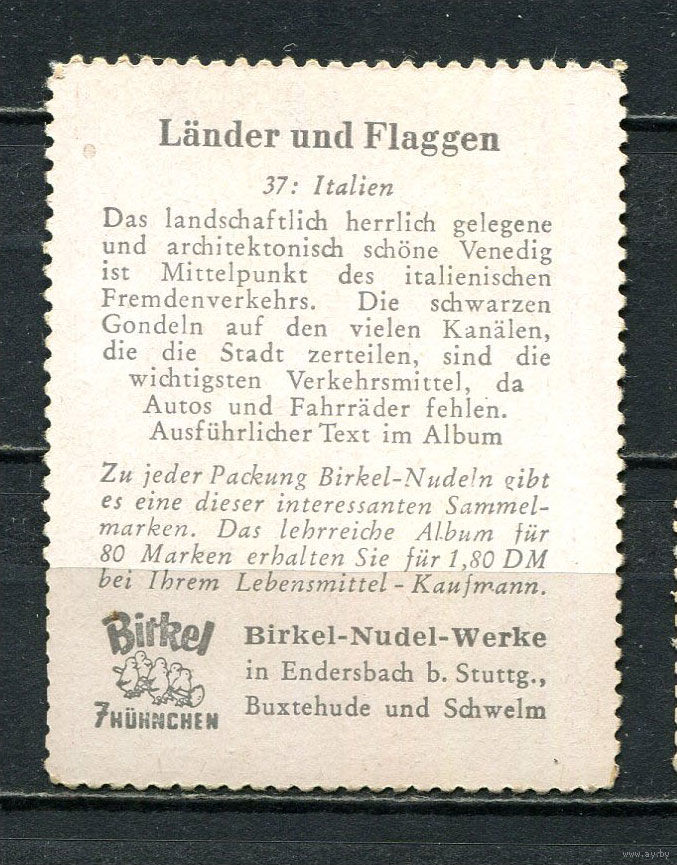 Länder und Flaggen
37: Italien
Das landschaftlich herrlich gelegene
und architektonisch schöne Venedig
ist Mittelpunkt des italienischen
Fremdenverkehrs. Die schwarzen
Gondeln auf den vielen Kanälen,
die die Stadt zerteilen, sind die
wichtigsten Verkehrsmittel, da
Autos und Fahrräder fehlen.
Ausführlicher Text im Album
Zu jeder Packung Birkel-Nudeln gibt
es eine dieser interessanten Sammel-
marken. Das lehrreiche Album für
80 Marken erhalten Sie für 1,80 DM
bei Ihrem Lebensmittel-Kaufmann.
Birkel
7 HÜHNCHEN
Birkel-Nudel-Werke
in Endersbach b. Stuttg.,
Buxtehude und Schwelm
www.ay.by